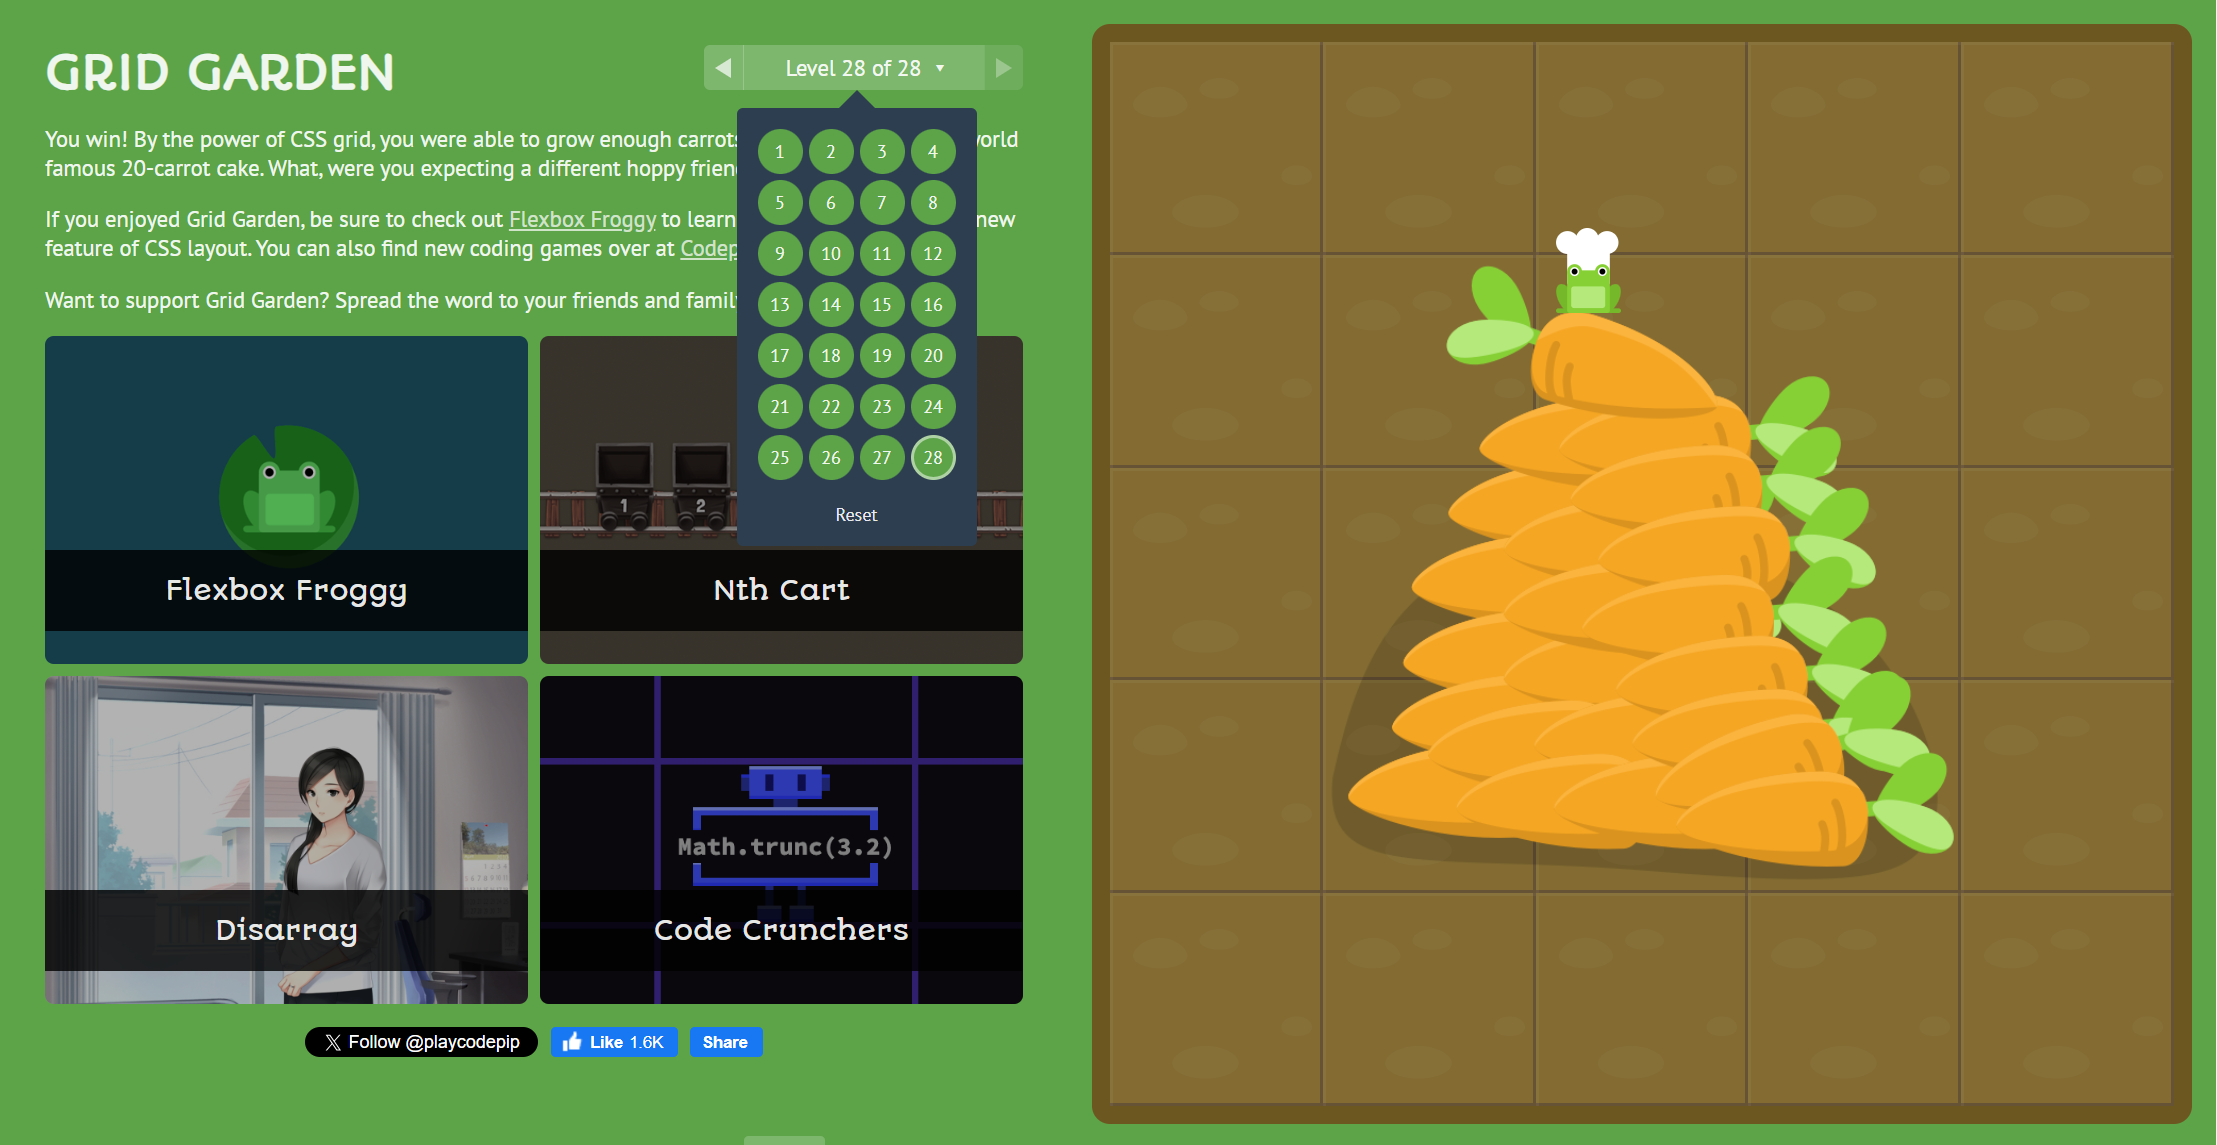 GRID GARDEN
Level 28 of 28
You win! By the power of CSS grid, you were able to grow enough carrots
famous 20-carrot cake. What, were you expecting a different hoppy
If you enjoyed Grid Garden, be sure to check out Flexbox Froggy to learn new
feature of CSS layout. You can also find new coding games over at
Want to support Grid Garden? Spread the word to your friends and
1 2 3 4
5 6 7 8
9 10 11 12
13 14 15 16
17 18 19 20
21 22 23 24
25 26 27 28
Reset
1 2
Flexbox Froggy
Nth Cart
Math.trunc(3.2)
Disarray
Code Crunchers
Follow @playcodepip
Like 1.6K
Share